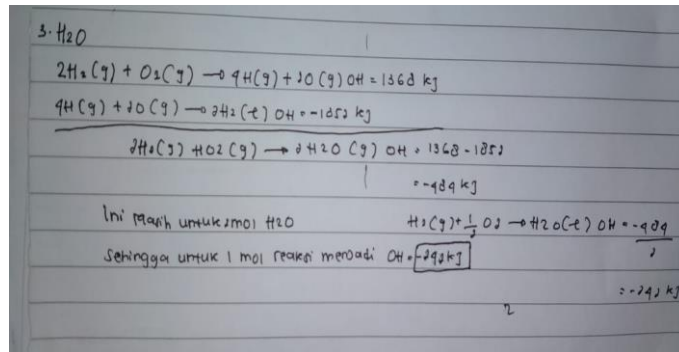 3. H2O
2H2(g) + O2(g) → 4H(g) + 2O(g) ΔH = 1368 kJ
4H(g) + 2O(g) → 2H2(l) ΔH = -1852 kJ
2H2(g) + O2(g) → 2H2O(g) ΔH = 1368 - 1852
= -484 kJ
Ini masih untuk 2 mol H2O
H2(g) + 1/2 O2 → H2O(l) ΔH = -484/2
Sehingga untuk 1 mol reaksi menjadi ΔH = -242 kJ
= -242 kJ
2